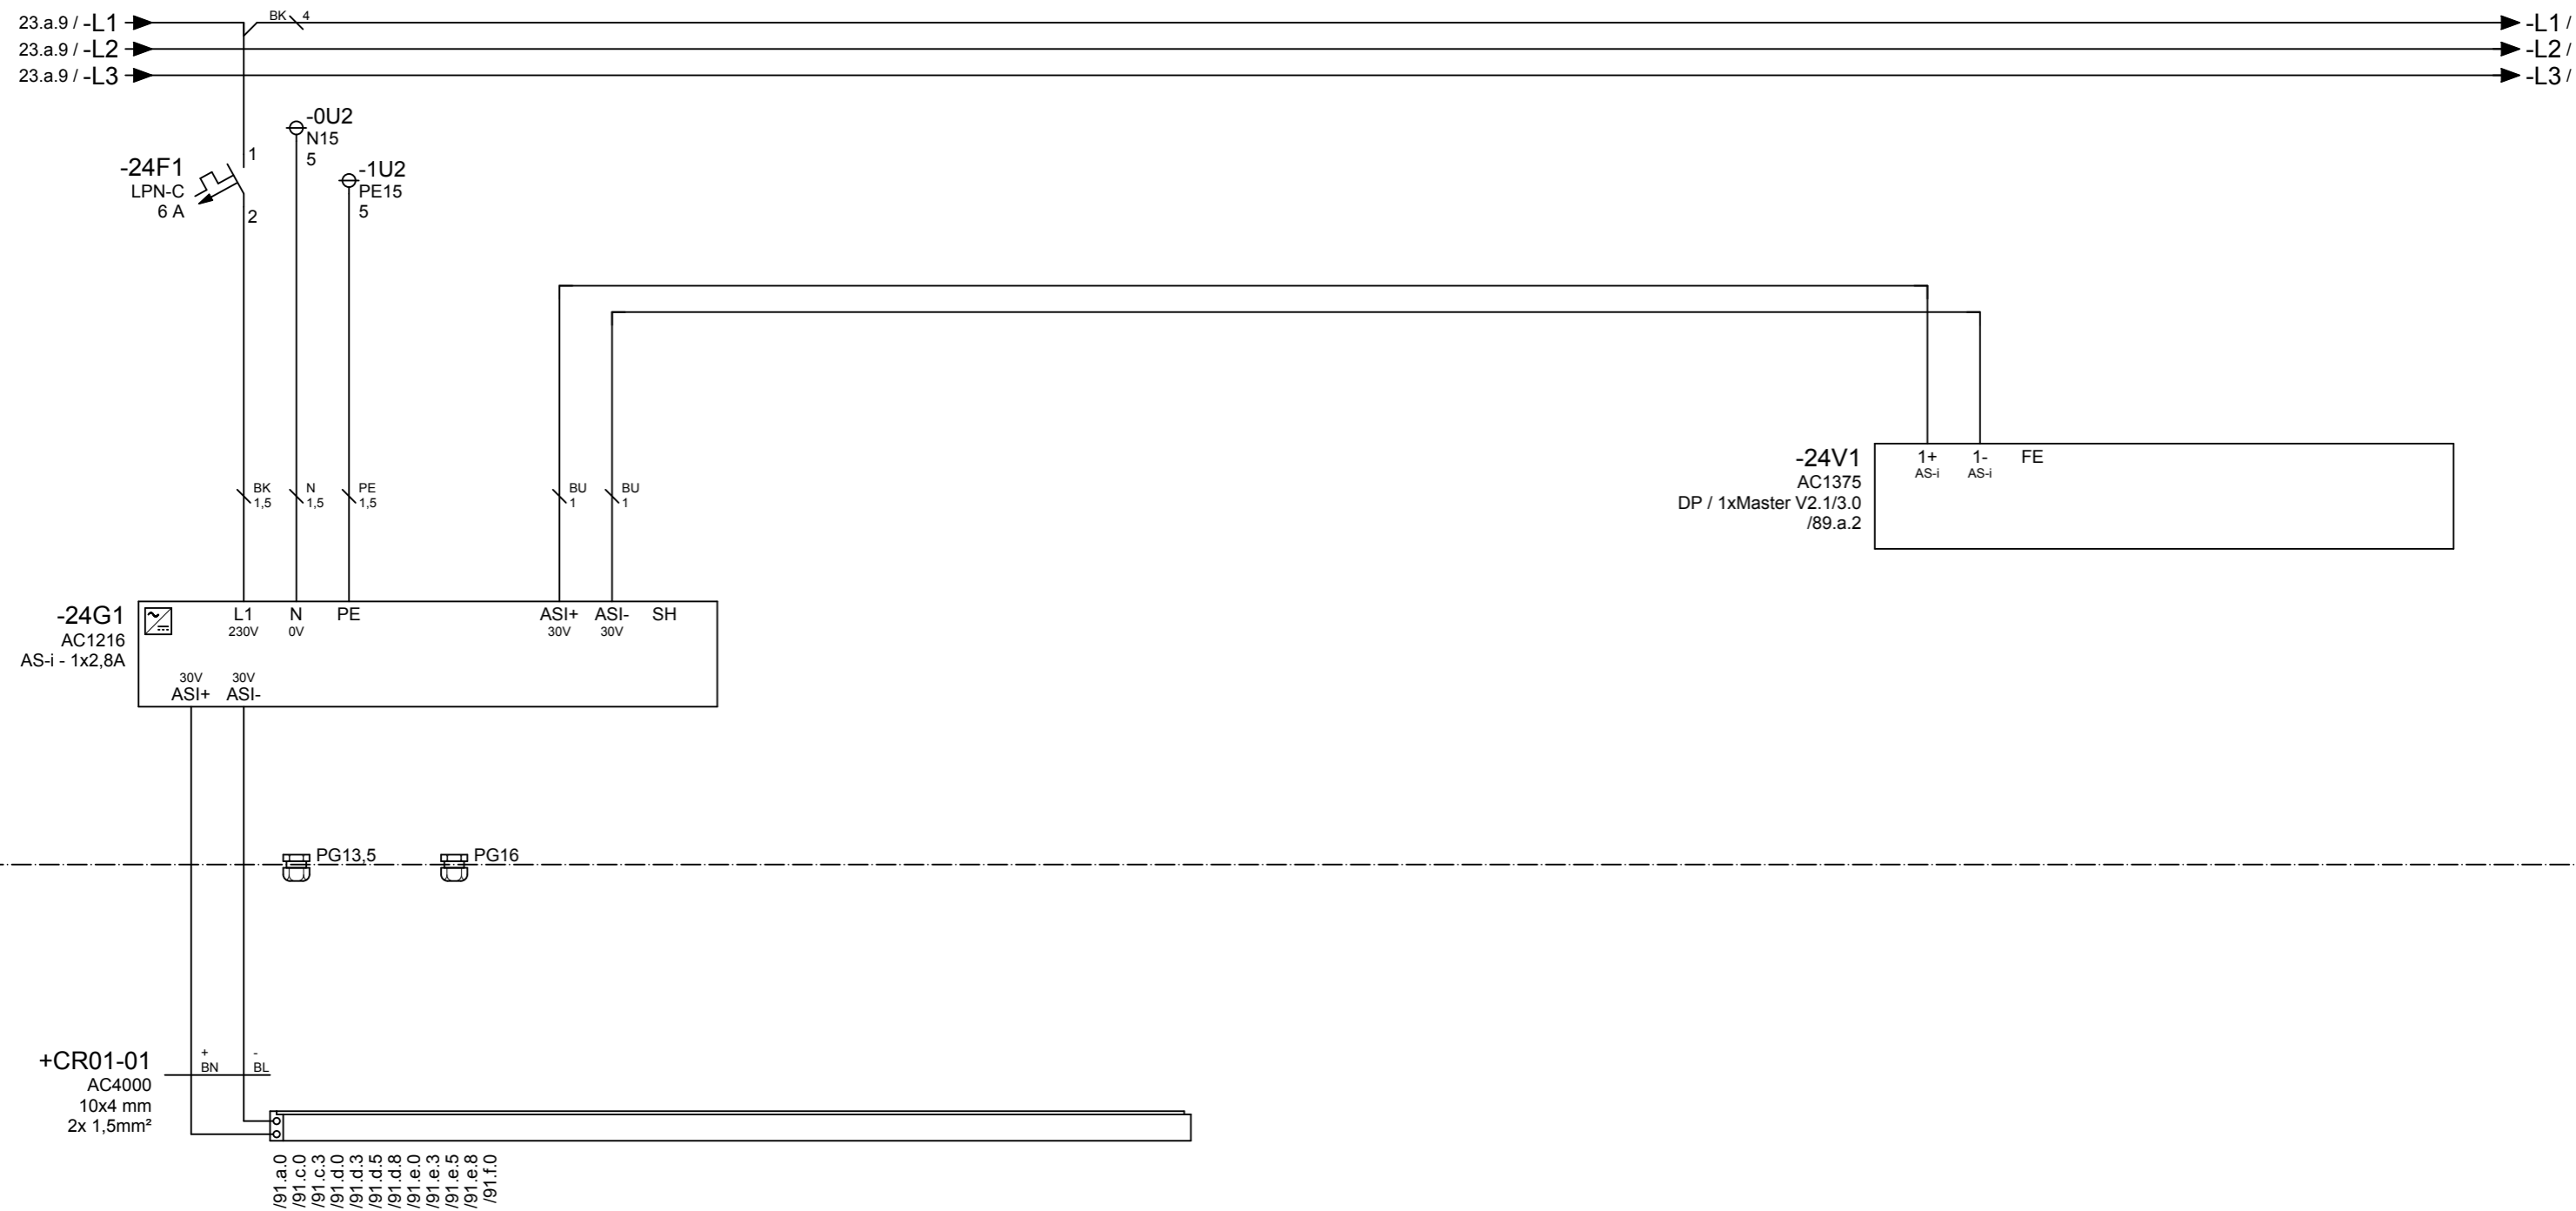 23.a.9 / -L1
BK 4
-L1 /
23.a.9 / -L2
-L2 /
23.a.9 / -L3
-L3 /
-0U2
N15
5
-24F1
LPN-C
6 A
1
2
-1U2
PE15
5
-24V1
AC1375
DP / 1xMaster V2.1/3.0
/89.a.2
1+
AS-i
1-
AS-i
FE
BK
1,5
N
1,5
PE
1,5
BU
1
BU
1
-24G1
AC1216
AS-i - 1x2,8A
L1
230V
N
0V
PE
ASI+
30V
ASI-
30V
SH
30V
ASI+
30V
ASI-
PG13,5
PG16
+CR01-01
AC4000
10x4 mm
2x 1,5mm²
+
BN
-
BL
/91.a.0
/91.c.0
/91.c.3
/91.d.0
/91.d.3
/91.d.5
/91.d.8
/91.e.0
/91.e.3
/91.e.5
/91.e.8
/91.f.0